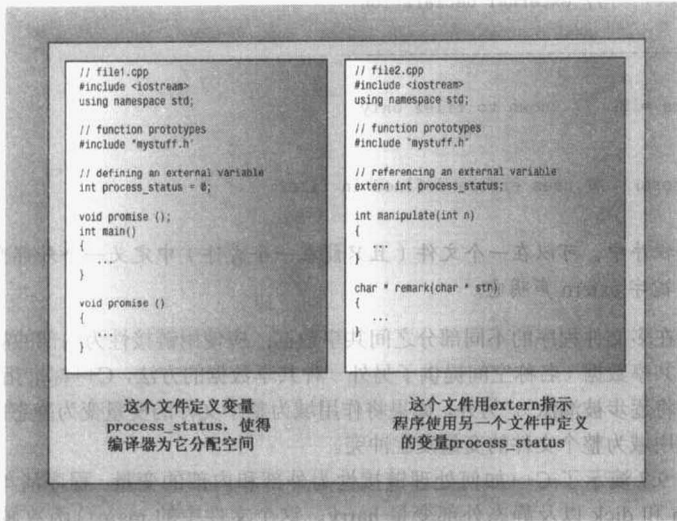 // file1.cpp
#include <iostream>
using namespace std;
// function prototypes
#include "mystuff.h"
// defining an external variable
int process_status = 0;
void promise ();
int main()
{
...
}
void promise ()
{
...
}
这个文件定义变量
process_status，使得
编译器为它分配空间
// file2.cpp
#include <iostream>
using namespace std;
// function prototypes
#include "mystuff.h"
// referencing an external variable
extern int process_status;
int manipulate(int n)
{
...
}
char * remark(char * str)
{
...
}
这个文件用extern指示
程序使用另一个文件中定义
的变量process_status